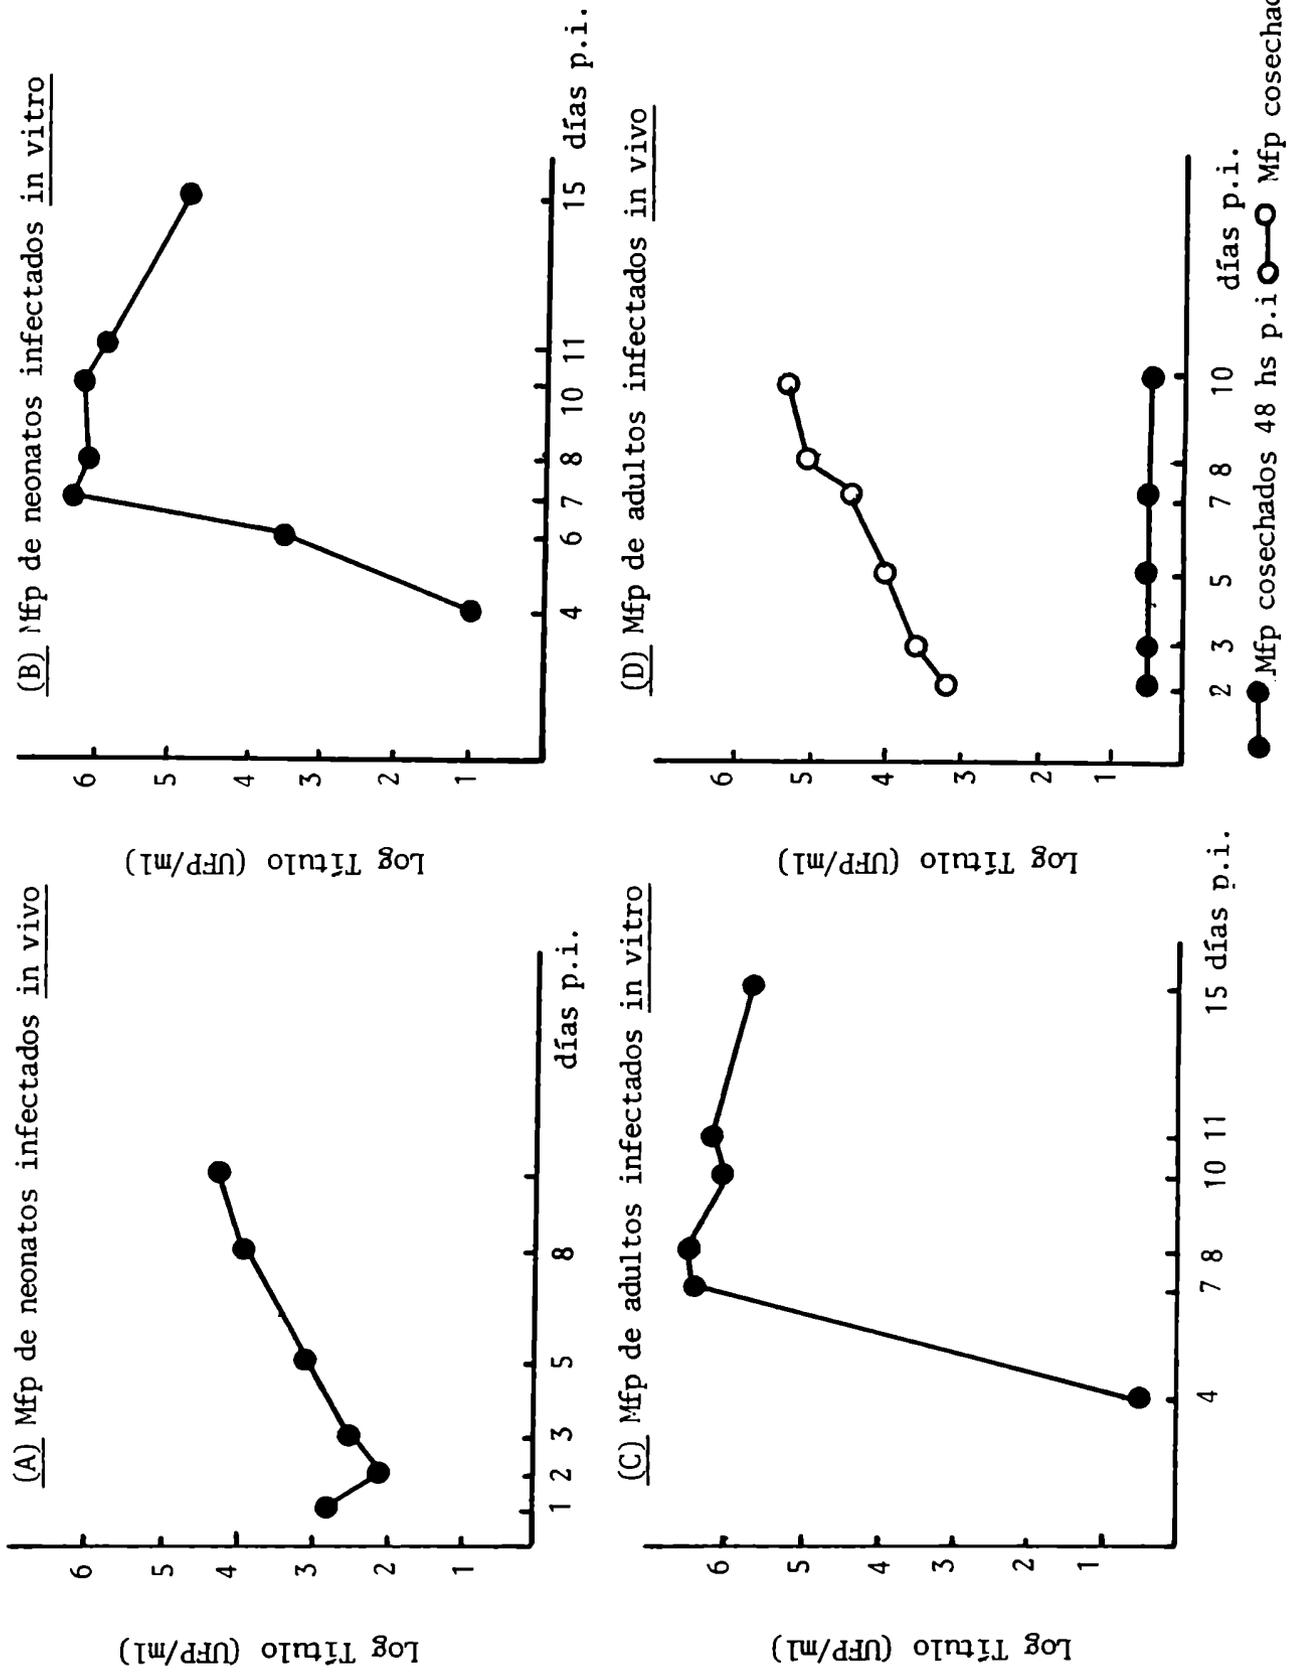 (A) Mfp de neonatos infectados in vivo
Log Título (UFP/ml)
6
5
4
3
2
1
1 2 3 5 8
días p.i.
(B) Mfp de neonatos infectados in vitro
Log Título (UFP/ml)
6
5
4
3
2
1
4 6 7 8 10 11 15
días p.i.
(C) Mfp de adultos infectados in vitro
Log Título (UFP/ml)
6
5
4
3
2
1
4 7 8 10 11 15 días p.i.
(D) Mfp de adultos infectados in vivo
Log Título (UFP/ml)
6
5
4
3
2
1
2 3 5 7 8 10
días p.i.
Mfp cosechados 48 hs p.i Mfp